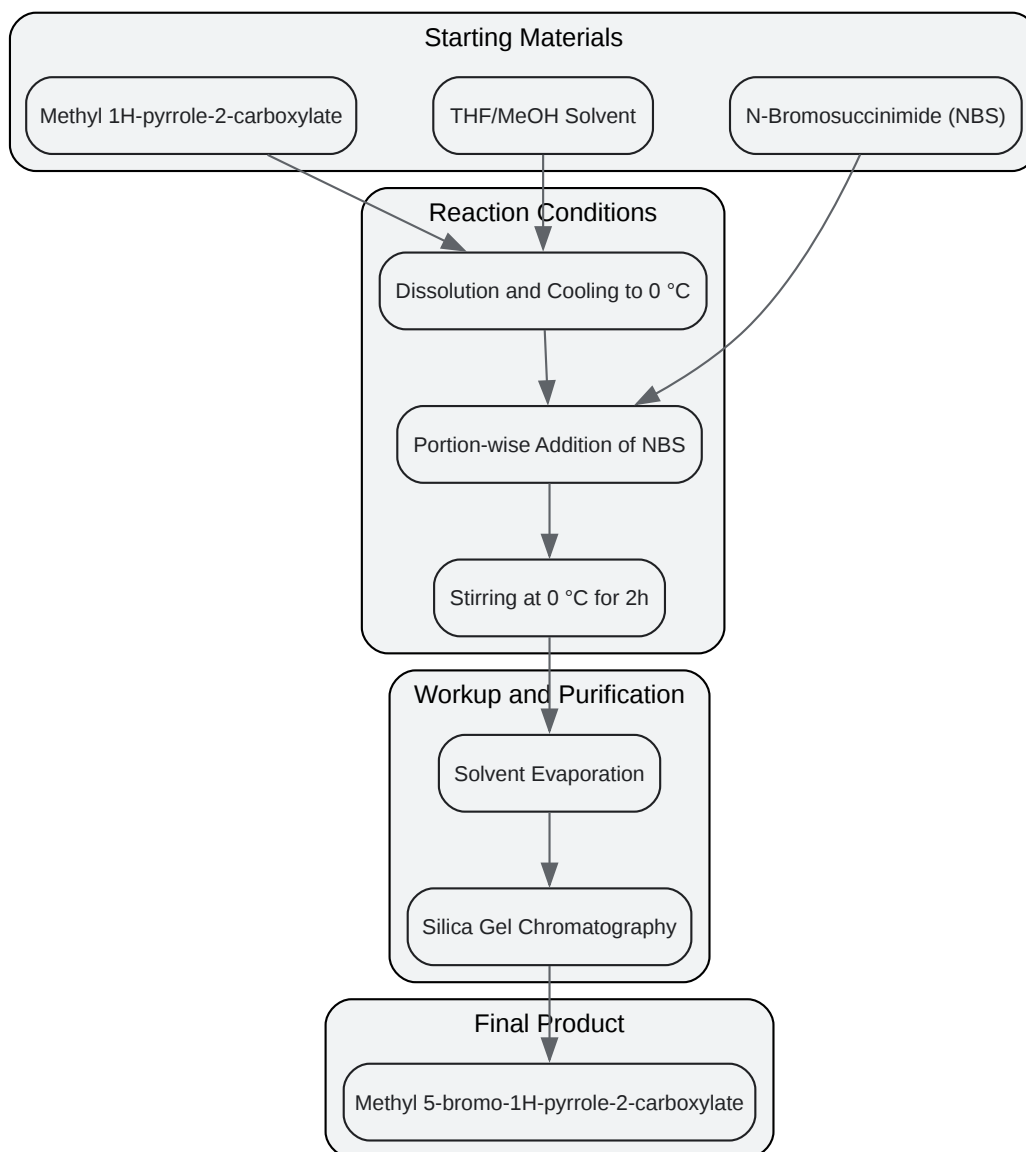 Starting Materials
Methyl 1H-pyrrole-2-carboxylate
THF/MeOH Solvent
N-Bromosuccinimide (NBS)
Reaction Conditions
Dissolution and Cooling to 0 °C
Portion-wise Addition of NBS
Stirring at 0 °C for 2h
Workup and Purification
Solvent Evaporation
Silica Gel Chromatography
Final Product
Methyl 5-bromo-1H-pyrrole-2-carboxylate